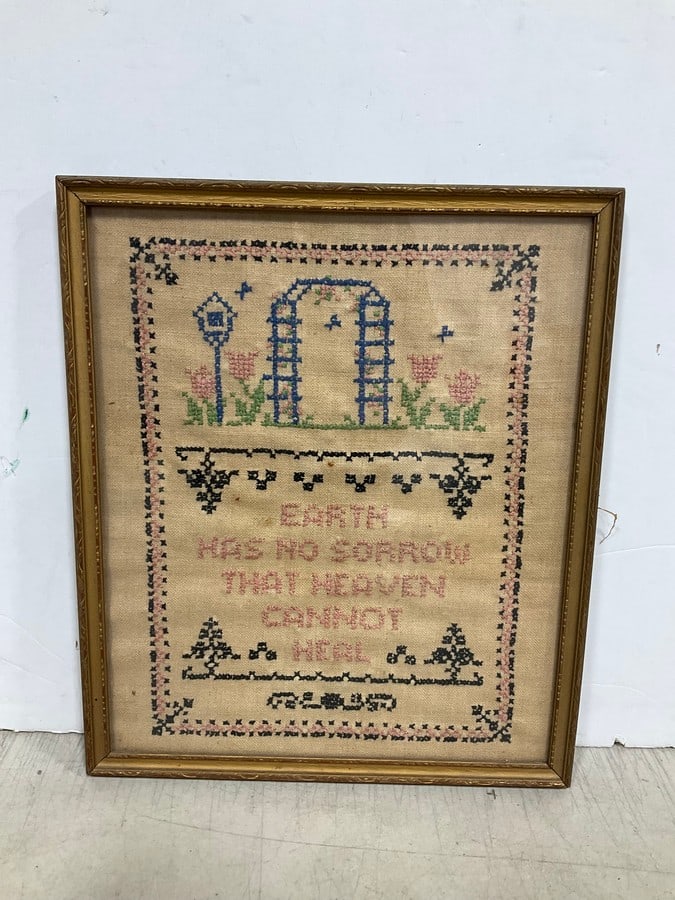 EARTH
HAS NO SORROW
THAT HEAVEN
CANNOT
HEAL